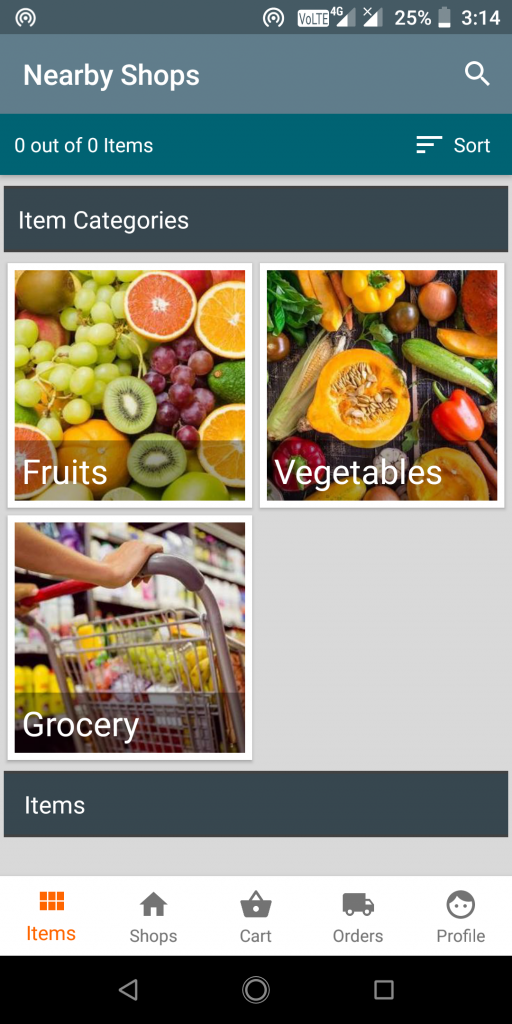 VoLTE 4G 25% 3:14
Nearby Shops
0 out of 0 Items Sort
Item Categories
Fruits Vegetables
Grocery
Items
Items Shops Cart Orders Profile